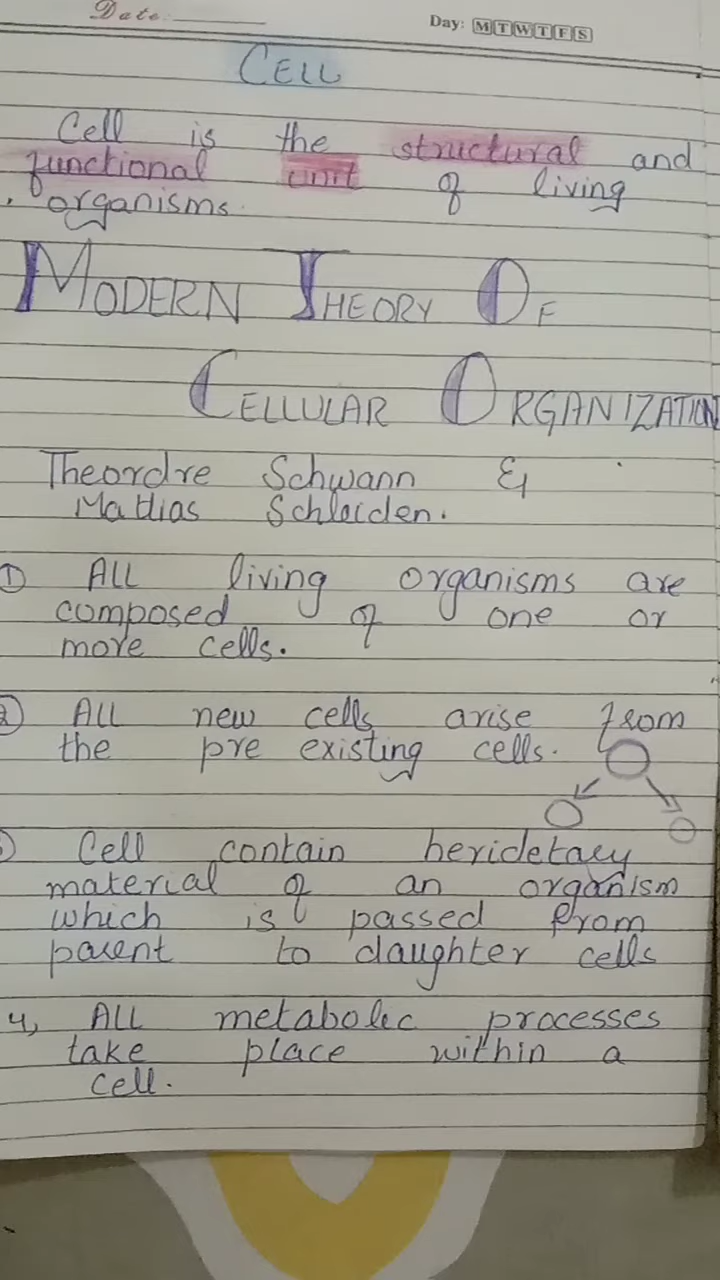 Date:
Day: M T W T F S
CELL
Cell is the structural and
functional unit of living
organisms.
MODERN THEORY OF
CELLULAR ORGANIZATION
Theordre Schwann &
Mattias Schleiden.
① All living organisms are
composed of one or
more cells.
② All new cells arise from
the pre existing cells.
③ Cell contain heridetary
material of an organism
which is passed from
parent to daughter cells
4, All metabolic processes
take place within a
cell.